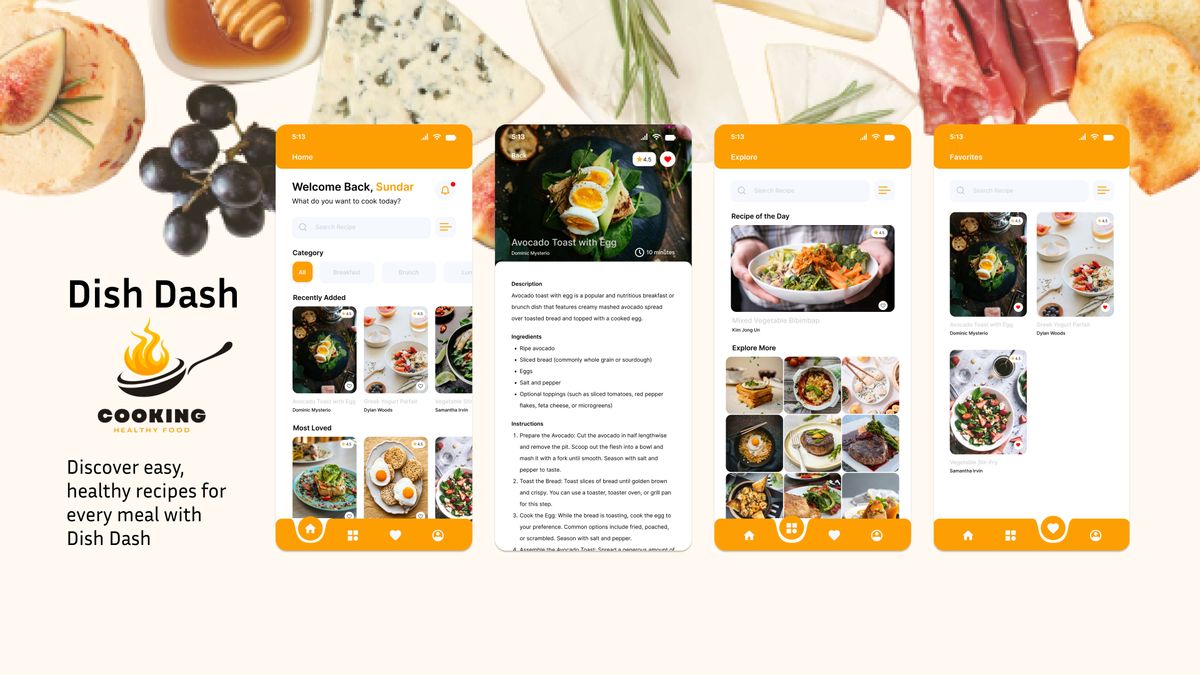 Dish Dash
COOKING
HEALTHY FOOD
Discover easy,
healthy recipes for
every meal with
Dish Dash
5:13
Home
Welcome Back, Sundar
What do you want to cook today?
Search Recipe
Category
All Breakfast Brunch Lun
Recently Added
4.5 4.5
Avocado Toast with Egg Greek Yogurt Parfait Vegetable Sti
Dominic Mysterio Dylan Woods Samantha Irvin
Most Loved
4.5 4.5
5:13
Back 4.5
Avocado Toast with Egg
Dominic Mysterio 10 minutes
Description
Avocado toast with egg is a popular and nutritious breakfast or
brunch dish that features creamy mashed avocado spread
over toasted bread and topped with a cooked egg.
Ingredients
• Ripe avocado
• Sliced bread (commonly whole grain or sourdough)
• Eggs
• Salt and pepper
• Optional toppings (such as sliced tomatoes, red pepper
flakes, feta cheese, or microgreens)
Instructions
1. Prepare the Avocado: Cut the avocado in half lengthwise
and remove the pit. Scoop out the flesh into a bowl and
mash it with a fork until smooth. Season with salt and
pepper to taste.
2. Toast the Bread: Toast slices of bread until golden brown
and crispy. You can use a toaster, toaster oven, or grill pan
for this step.
3. Cook the Egg: While the bread is toasting, cook the egg to
your preference. Common options include fried, poached,
or scrambled. Season with salt and pepper.
4. Assemble the Avocado Toast: Spread a generous amount of
5:13
Explore
Search Recipe
Recipe of the Day
4.5
Mixed Vegetable Bibimbap
Kim Jong Un
Explore More
5:13
Favorites
Search Recipe
4.5 4.5
Avocado Toast with Egg Greek Yogurt Parfait
Dominic Mysterio Dylan Woods
4.5
Vegetable Stir-Fry
Samantha Irvin